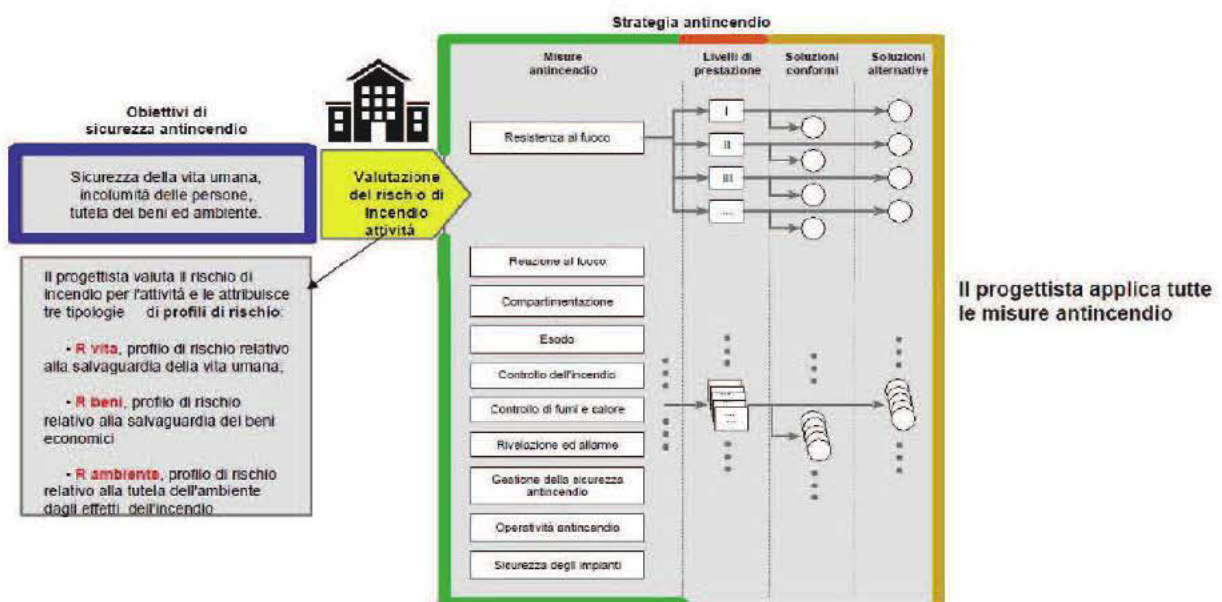 Strategia antincendio
Obiettivi di
sicurezza antincendio
Sicurezza della vita umana,
incolumità delle persone,
tutela dei beni ed ambiente.
Valutazione
del rischio di
incendio
attività
Il progettista valuta il rischio di
incendio per l'attività e le attribuisce
tre tipologie di profili di rischio:
• R vita, profilo di rischio relativo
alla salvaguardia della vita umana;
• R beni, profilo di rischio
relativo alla salvaguardia dei beni
economici
• R ambiente, profilo di rischio
relativo alla tutela dell'ambiente
dagli effetti dell'incendio
Misure
antincendio
Livelli di
prestazione
Soluzioni
conformi
Soluzioni
alternative
Resistenza al fuoco
I
II
III
....
Reazione al fuoco
Compartimentazione
Esodo
Controllo dell'incendio
Controllo di fumi e calore
Rivelazione ed allarme
Gestione della sicurezza
antincendio
Operatività antincendio
Sicurezza degli impianti
Il progettista applica tutte
le misure antincendio